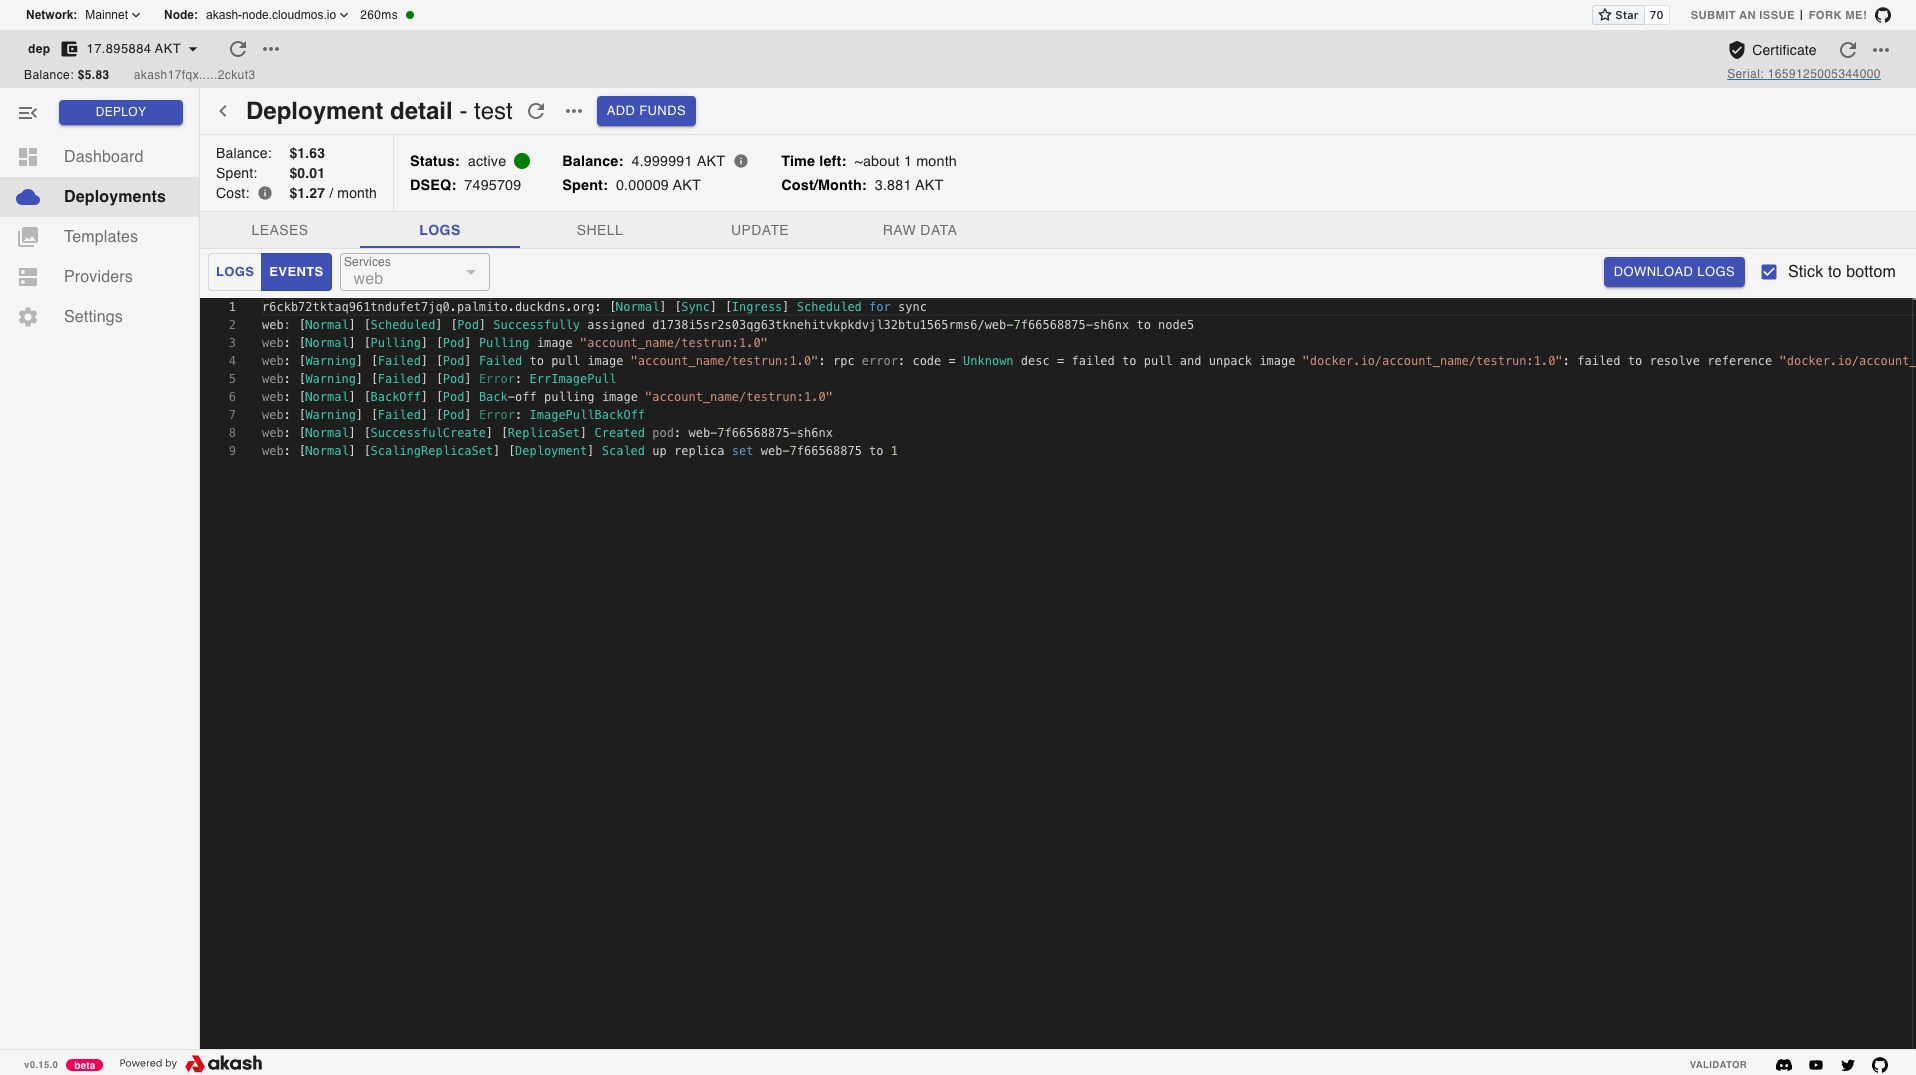 Network: Mainnet Node: akash-node.cloudmos.io 260ms
Star 70 SUBMIT AN ISSUE | FORK ME!
dep 17.895884 AKT
Balance: $5.83 akash17fqx.....2ckut3
Certificate
Serial: 1659125005344000
DEPLOY
Dashboard
Deployments
Templates
Providers
Settings
Deployment detail - test ADD FUNDS
Balance: $1.63
Spent: $0.01
Cost: $1.27 / month
Status: active Balance: 4.999991 AKT Time left: ~about 1 month
DSEQ: 7495709 Spent: 0.00009 AKT Cost/Month: 3.881 AKT
LEASES LOGS SHELL UPDATE RAW DATA
LOGS EVENTS Services web DOWNLOAD LOGS Stick to bottom
1 r6ckb72tktaq961tndufet7jq0.palmito.duckdns.org: [Normal] [Sync] [Ingress] Scheduled for sync
2 web: [Normal] [Scheduled] [Pod] Successfully assigned d1738i5sr2s03qg63tknehitvkpkdvjl32btu1565rms6/web-7f66568875-sh6nx to node5
3 web: [Normal] [Pulling] [Pod] Pulling image "account_name/testrun:1.0"
4 web: [Warning] [Failed] [Pod] Failed to pull image "account_name/testrun:1.0": rpc error: code = Unknown desc = failed to pull and unpack image "docker.io/account_name/testrun:1.0": failed to resolve reference "docker.io/account_
5 web: [Warning] [Failed] [Pod] Error: ErrImagePull
6 web: [Normal] [BackOff] [Pod] Back-off pulling image "account_name/testrun:1.0"
7 web: [Warning] [Failed] [Pod] Error: ImagePullBackOff
8 web: [Normal] [SuccessfulCreate] [ReplicaSet] Created pod: web-7f66568875-sh6nx
9 web: [Normal] [ScalingReplicaSet] [Deployment] Scaled up replica set web-7f66568875 to 1
v0.15.0 beta Powered by akash
VALIDATOR